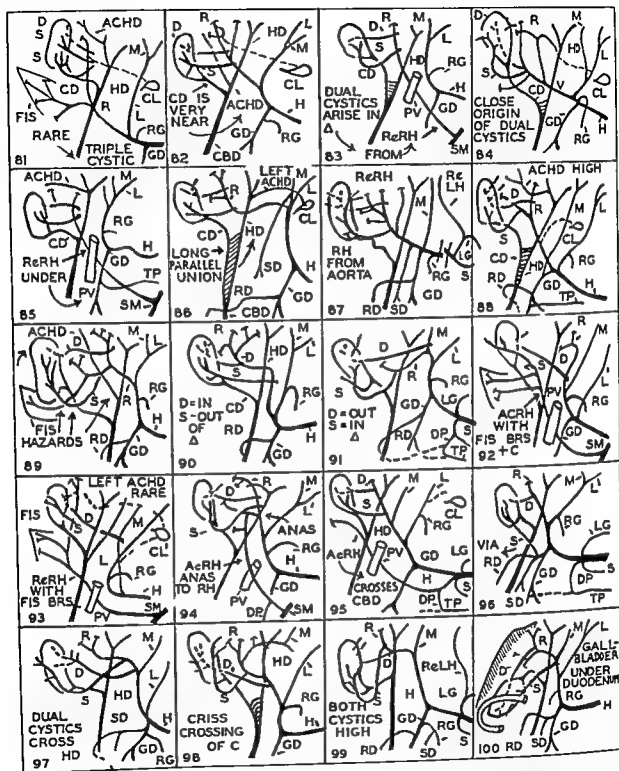 D
S
R
ACHD
HD
L
M
CD
HD
CL
FIS
R
RARE
TRIPLE
CYSTIC
RG
GD
81
D
R
HD
L
M
S
CL
CD IS
VERY
NEAR
ACHD
H
GD
RG
CBD
82
D
R
M
L
S
HD
CD
DUAL
CYSTICS
ARISE IN
Δ
H
GD
RG
PV
FROM
ReRH
SM
83
D
R
M
L
HD
S
CL
CD
V
CLOSE
ORIGIN
OF DUAL
CYSTICS
GD
RG
H
84
ACHD
M
L
RG
CD
H
ReRH
UNDER
GD
TP
PV
SM
85
LEFT
ACHD
R
M
L
CL
CD
HD
LONG
PARALLEL
UNION
SD
H
RD
GD
CBD
86
ReRH
Re
LH
M
RH
FROM
AORTA
RG
LG
S
GD
RD
SD
87
ACHD HIGH
D
M
R
L
S
CL
CD
HD
H
RD
GD
TP
88
ACHD
D
M
L
R
RG
S
FIS
HAZARDS
H
RD
GD
89
R
M
D
HD
L
S
D=IN
S-OUT
OF
Δ
CD
RG
H
RD
GD
90
D
M
L
R
RG
S
D=OUT
S=IN
Δ
GD
LG
RD
DP
S
TP
91
R
M
S
D
L
PV
RG
ACRH
WITH
FIS BRS
+C
H
SM
92
LEFT ACHD
RARE
FIS
D
M
S
L
CL
ReRH
WITH
FIS BRS
RG
H
SM
PV
93
R
M
D
L
S
ANAS
RG
AcRH
ANAS
TO RH
H
GD
PV
DP
SM
94
R
M
D
L
S
HD
RG
AcRH
PV
GD
LG
CROSSES
CBD
H
S
DP
TP
95
R
M
D
L
S
RG
LG
VIA
RD
S
DP
SD
GD
TP
96
R
M
D
L
S
HD
DUAL
CYSTICS
CROSS
SD
H
GD
HD
RG
97
R
M
D
L
S
HD
RG
CRISS
CROSSING
OF C
H
GD
98
R
M
D
ReLH
S
H
LG
BOTH
CYSTICS
HIGH
RG
S
GD
RD
SD
99
M
R
L
GALL-
BLADDER
UNDER
DUODENUM
D
S
RG
H
GD
RD
SD
100